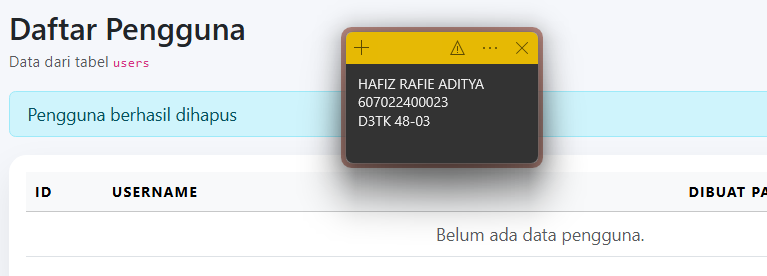 Daftar Pengguna
Data dari tabel users
HAFIZ RAFIE ADITYA
607022400023
D3TK 48-03
Pengguna berhasil dihapus
ID USERNAME DIBUAT PA
Belum ada data pengguna.